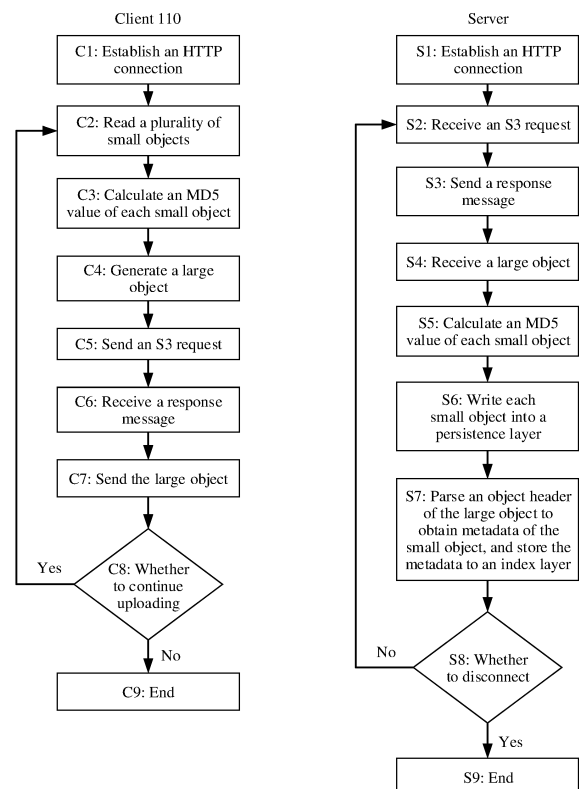 Client 110
C1: Establish an HTTP
connection
C2: Read a plurality of
small objects
C3: Calculate an MD5
value of each small object
C4: Generate a large
object
C5: Send an S3 request
C6: Receive a response
message
C7: Send the large object
C8: Whether
to continue
uploading
Yes
No
C9: End
Server
S1: Establish an HTTP
connection
S2: Receive an S3 request
S3: Send a response
message
S4: Receive a large object
S5: Calculate an MD5
value of each small object
S6: Write each
small object into a
persistence layer
S7: Parse an object header
of the large object to
obtain metadata of the
small object, and store the
metadata to an index layer
S8: Whether
to disconnect
No
Yes
S9: End